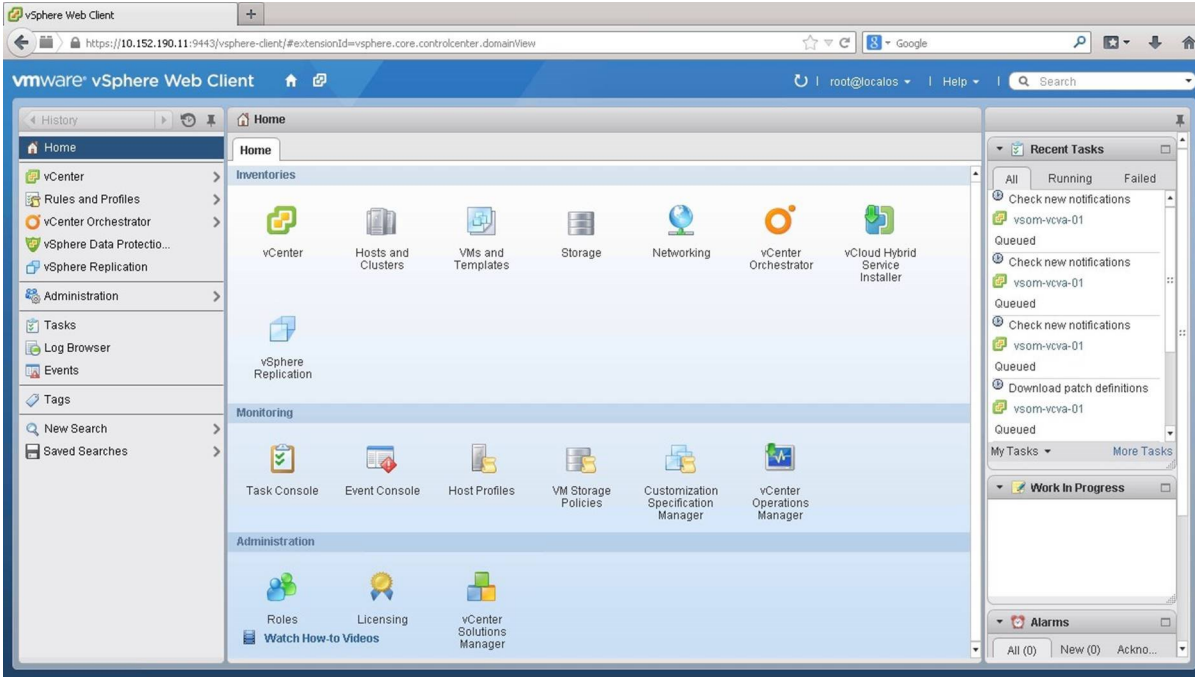 vSphere Web Client
https://10.152.190.11:9443/vsphere-client/#extensionId=vsphere.core.controlcenter.domainView
Google
vmware® vSphere Web Client
root@localos
Help
Search
History
Home
vCenter
Rules and Profiles
vCenter Orchestrator
vSphere Data Protectio...
vSphere Replication
Administration
Tasks
Log Browser
Events
Tags
New Search
Saved Searches
Home
Home
Inventories
vCenter
Hosts and
Clusters
VMs and
Templates
Storage
Networking
vCenter
Orchestrator
vCloud Hybrid
Service
Installer
vSphere
Replication
Monitoring
Task Console
Event Console
Host Profiles
VM Storage
Policies
Customization
Specification
Manager
vCenter
Operations
Manager
Administration
Roles
Licensing
vCenter
Solutions
Manager
Watch How-to Videos
Recent Tasks
All Running Failed
Check new notifications
vsom-vcva-01
Queued
Check new notifications
vsom-vcva-01
Queued
Check new notifications
vsom-vcva-01
Queued
Download patch definitions
vsom-vcva-01
Queued
My Tasks More Tasks
Work In Progress
Alarms
All (0) New (0) Ackno...